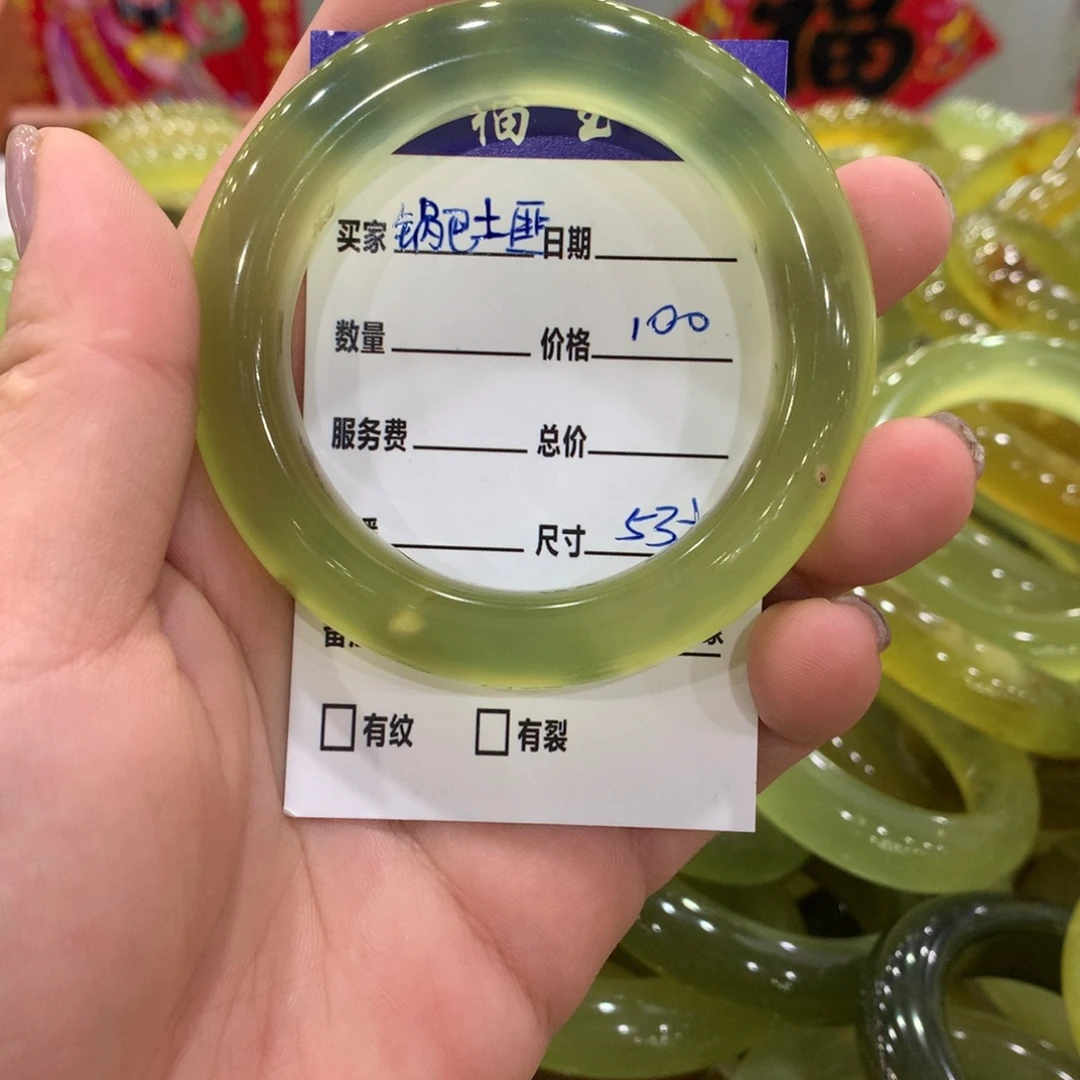 福
买家 锅巴土匪 日期
数量 价格 100
服务费 总价
尺寸 53
有纹 有裂